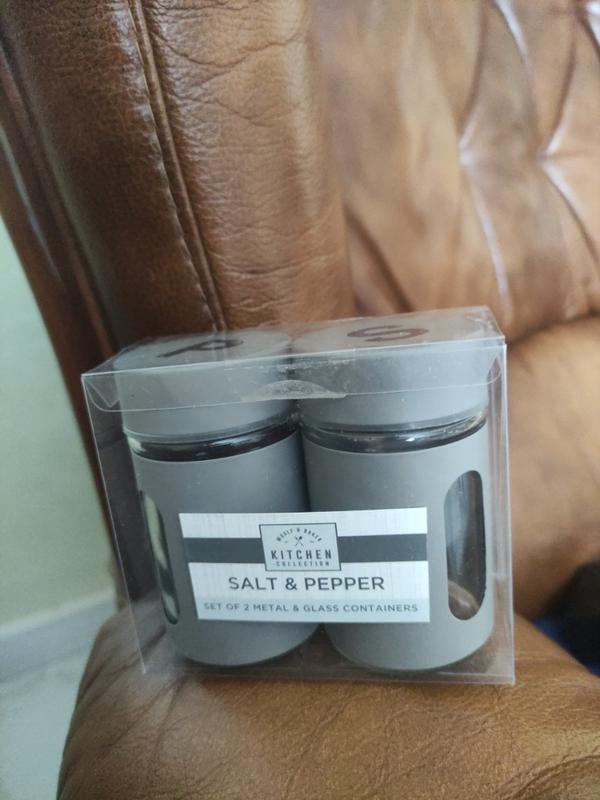 P S
KITCHEN
COLLECTION
SALT & PEPPER
SET OF 2 METAL & GLASS CONTAINERS